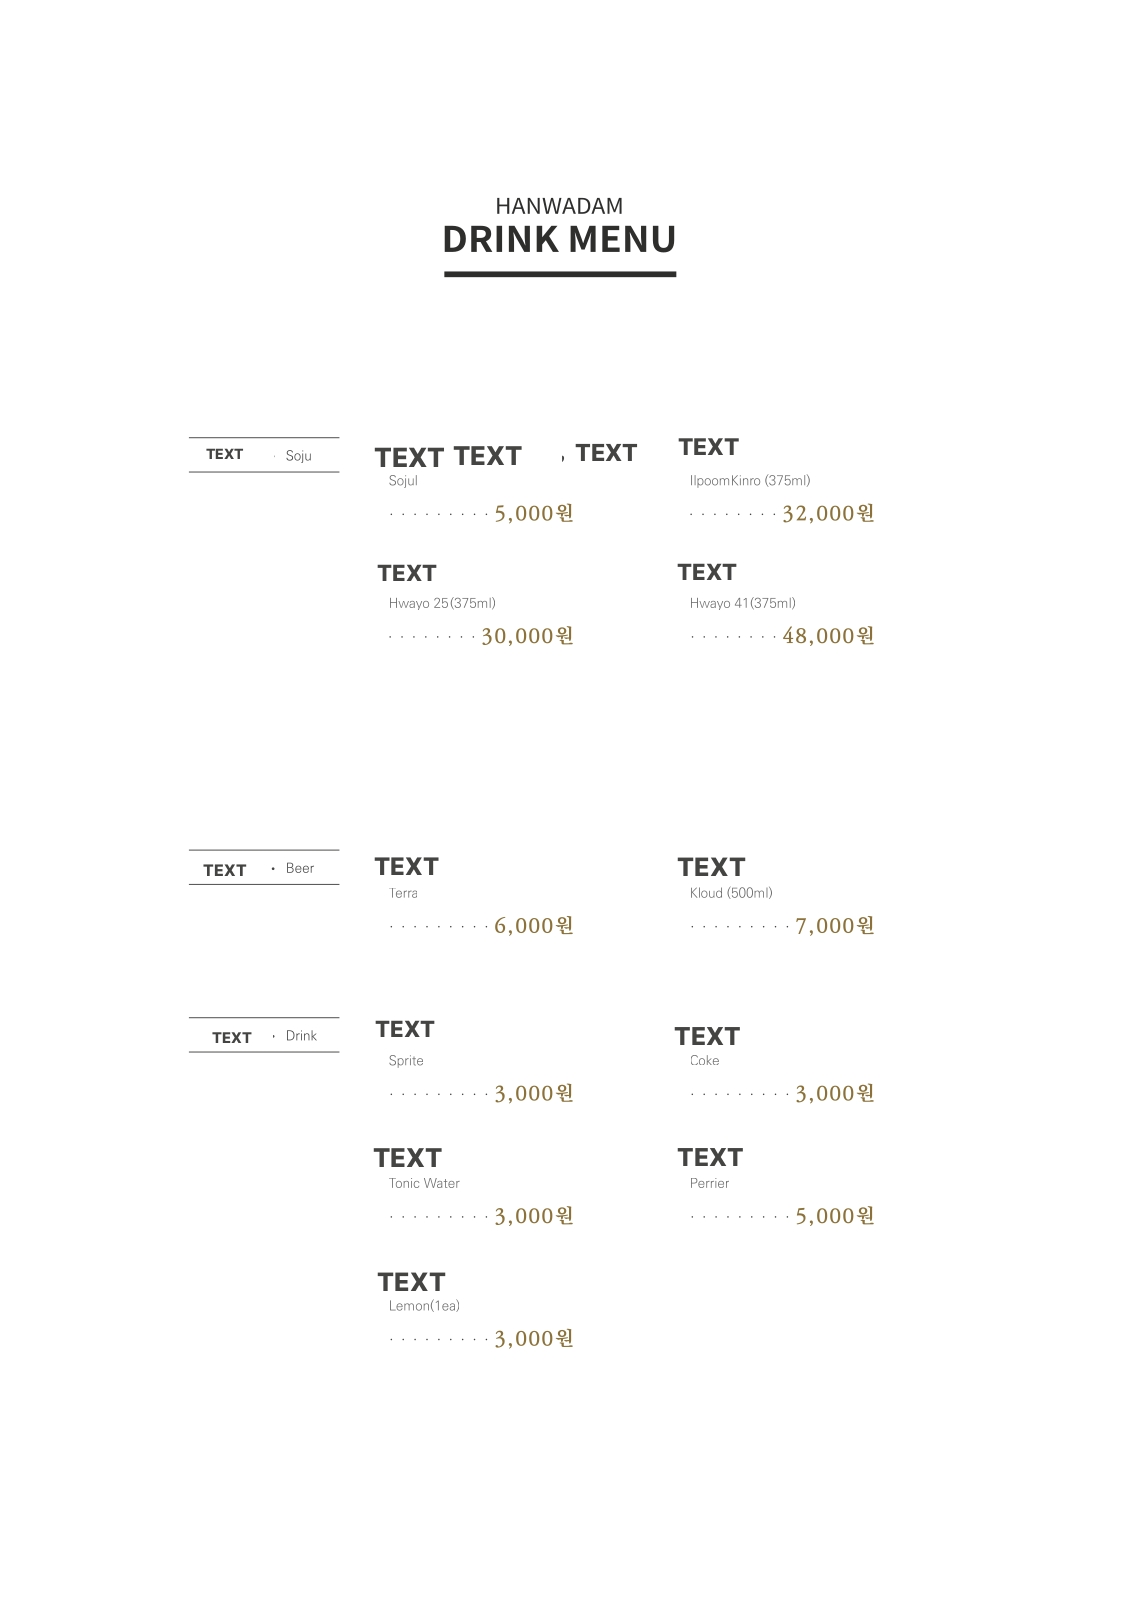 HANWADAM
DRINK MENU
TEXT · Soju
TEXT TEXT , TEXT
Sojul
· · · · · · · · · 5,000원
TEXT
IlpoomKinro (375ml)
· · · · · · · · 32,000원
TEXT
Hwayo 25(375ml)
· · · · · · · · 30,000원
TEXT
Hwayo 41(375ml)
· · · · · · · · 48,000원
TEXT · Beer
TEXT
Terra
· · · · · · · · · 6,000원
TEXT
Kloud (500ml)
· · · · · · · · · 7,000원
TEXT · Drink
TEXT
Sprite
· · · · · · · · · 3,000원
TEXT
Coke
· · · · · · · · · 3,000원
TEXT
Tonic Water
· · · · · · · · · 3,000원
TEXT
Perrier
· · · · · · · · · 5,000원
TEXT
Lemon(1ea)
· · · · · · · · · 3,000원